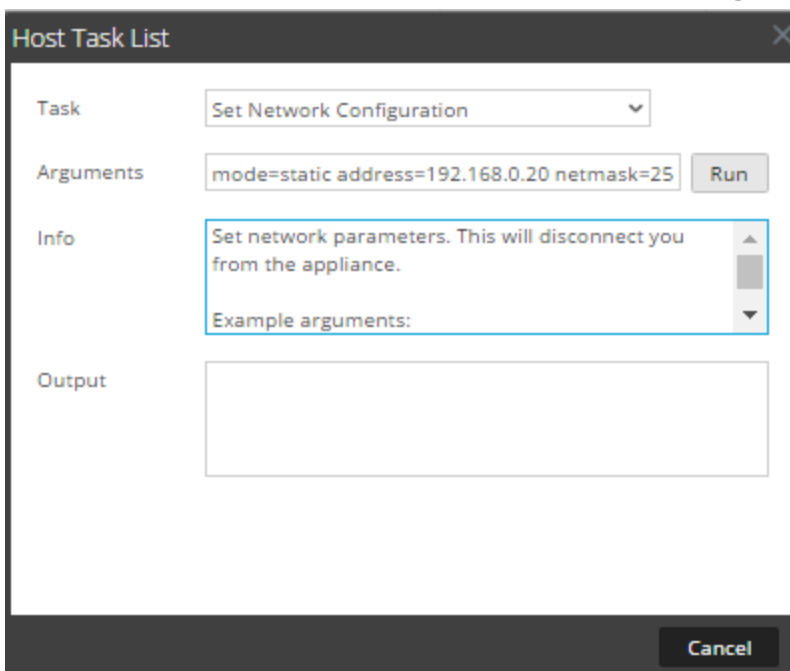 Host Task List
Task
Set Network Configuration
Arguments
mode=static address=192.168.0.20 netmask=25
Run
Info
Set network parameters. This will disconnect you
from the appliance.
Example arguments:
Output
Cancel